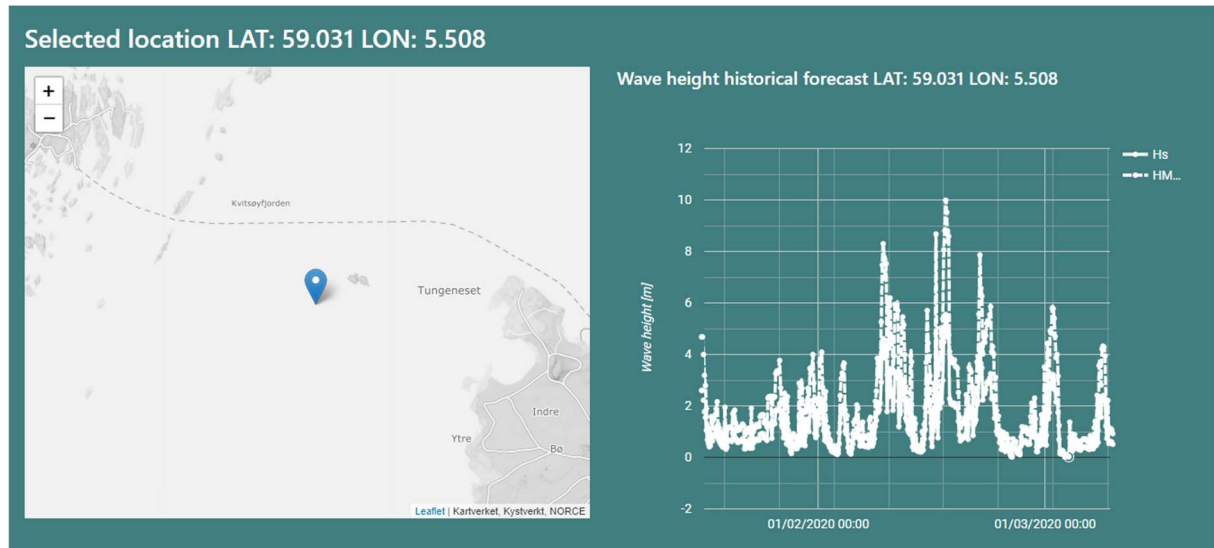 Selected location LAT: 59.031 LON: 5.508
+
−
Kvitsøyfjorden
Tungeneset
Indre
Ytre
Bø
Leaflet | Kartverket, Kystverkt, NORCE
Wave height historical forecast LAT: 59.031 LON: 5.508
12
10
8
6
4
2
0
-2
Wave height [m]
01/02/2020 00:00
01/03/2020 00:00
Hs
HM...